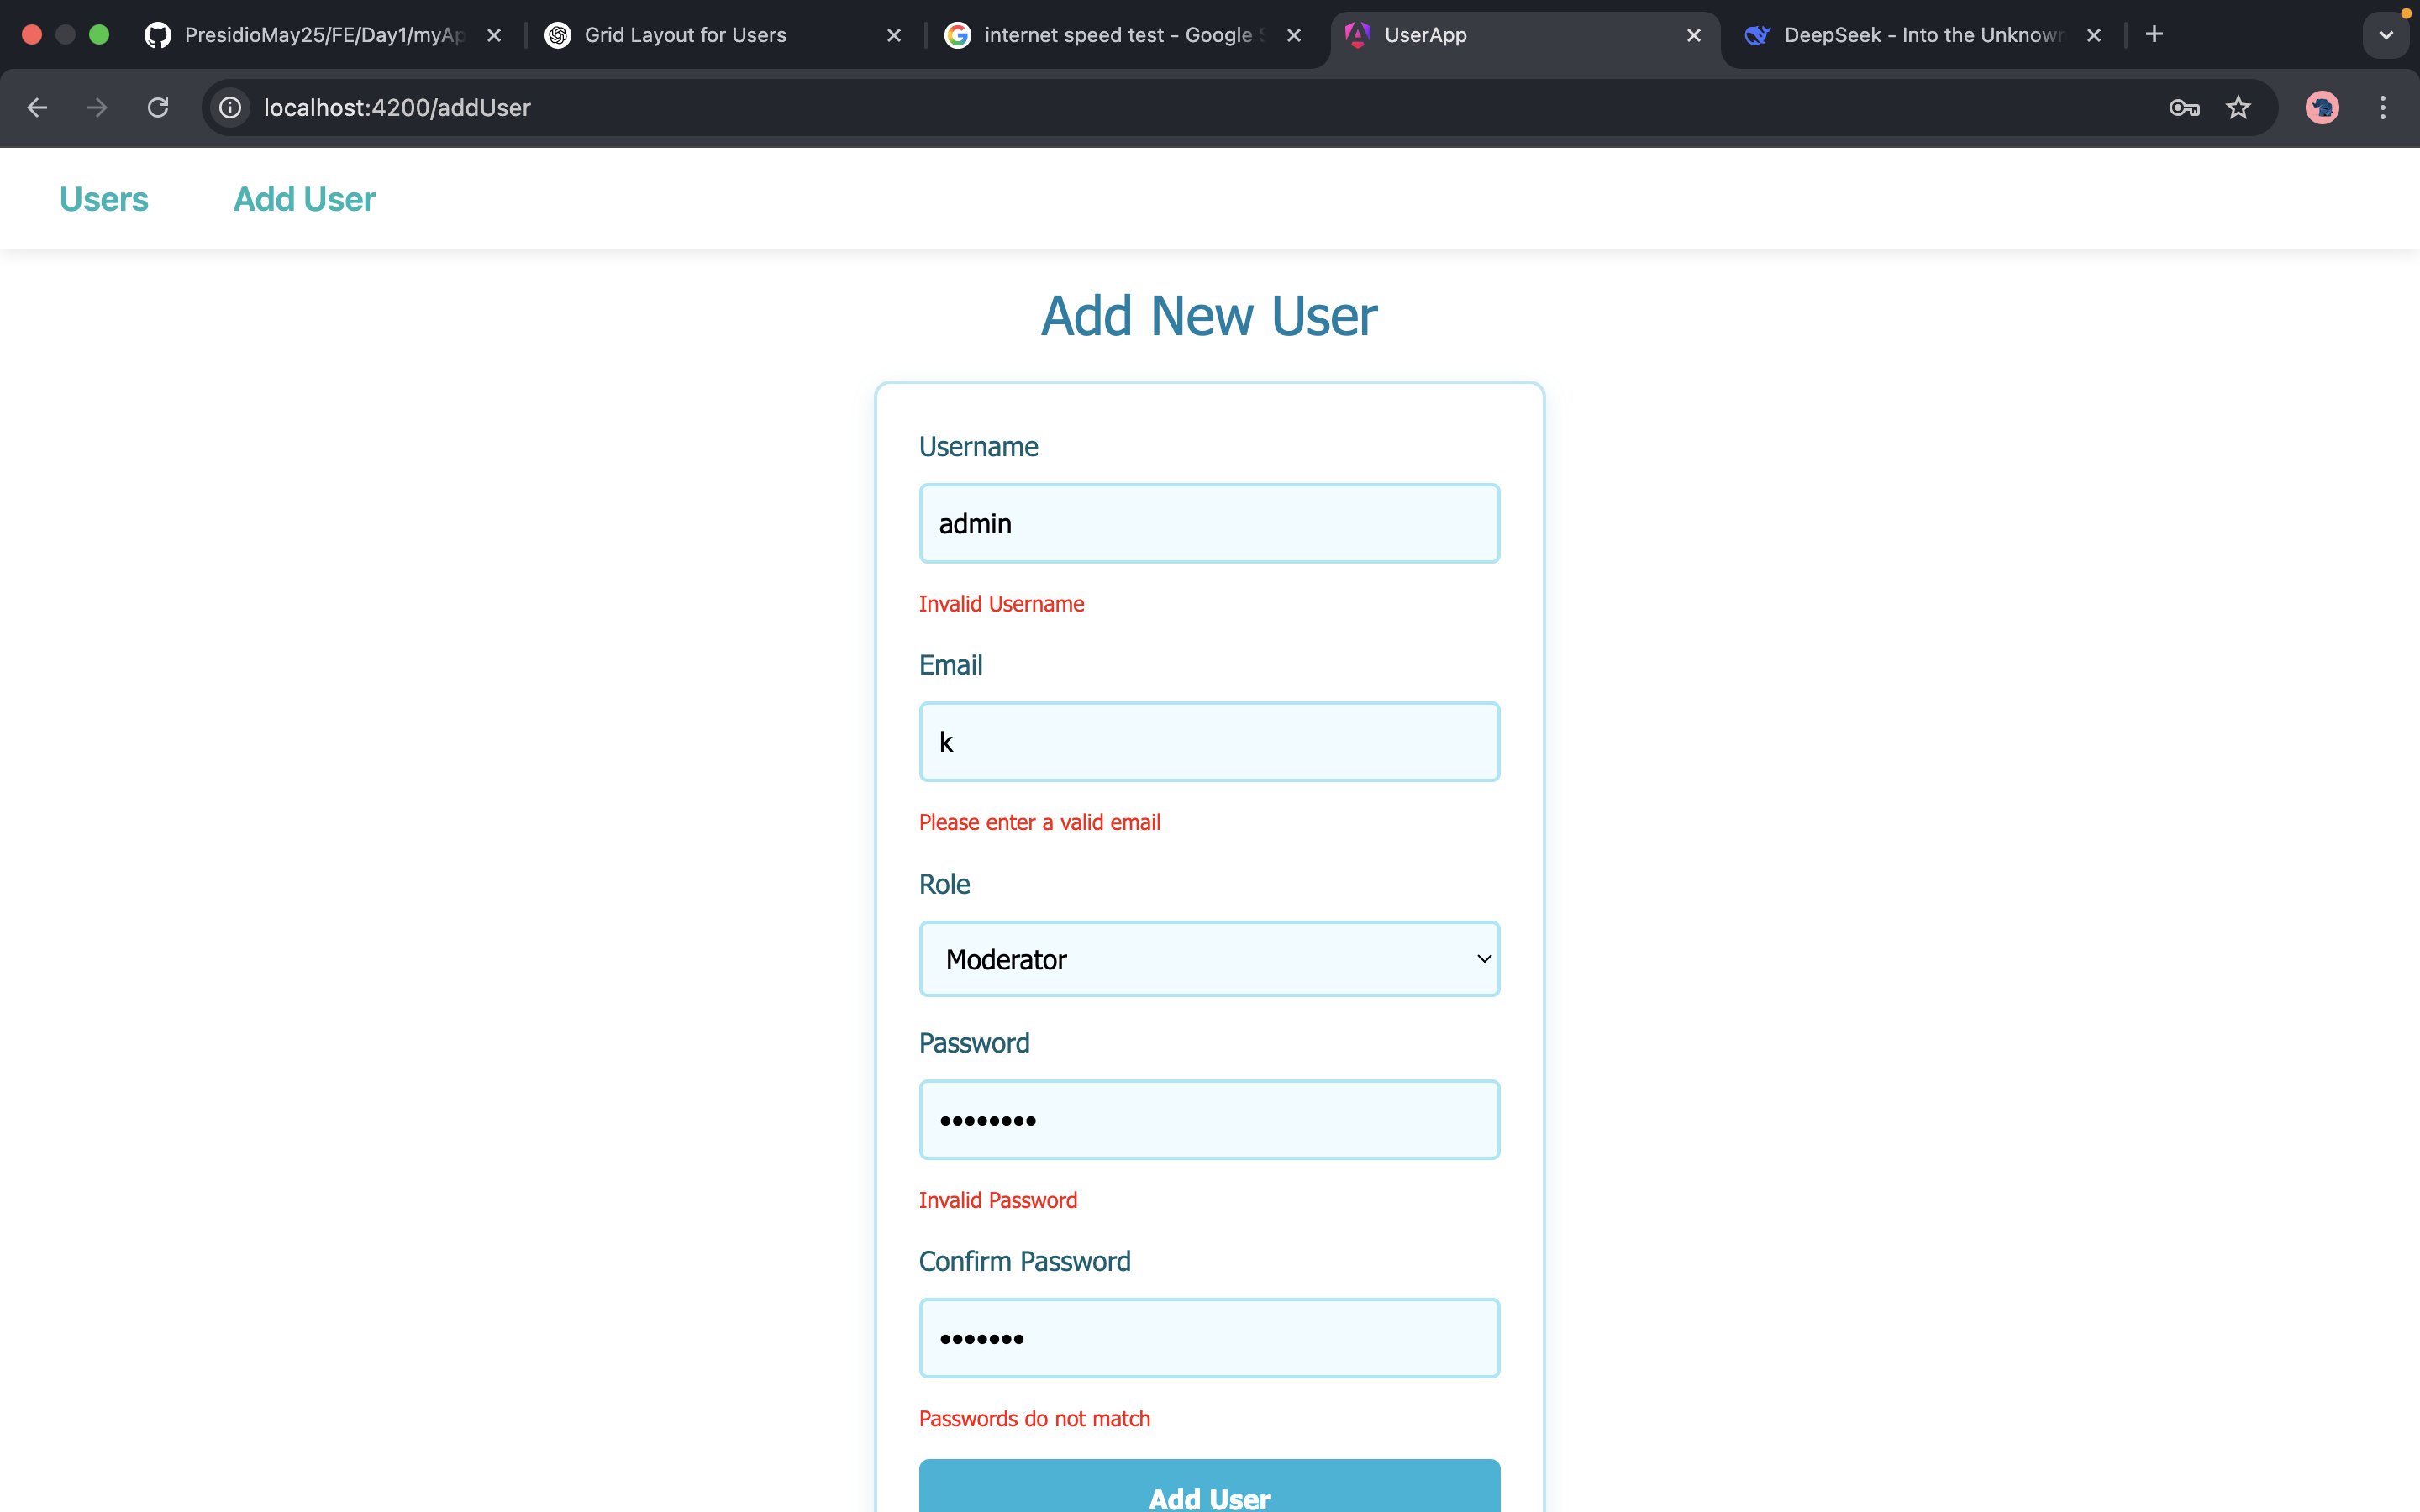 PresidioMay25/FE/Day1/myAp
Grid Layout for Users
internet speed test - Google S
UserApp
DeepSeek - Into the Unknown
localhost:4200/addUser
Users
Add User
Add New User
Username
admin
Invalid Username
Email
k
Please enter a valid email
Role
Moderator
Password
••••••••
Invalid Password
Confirm Password
•••••••
Passwords do not match
Add User